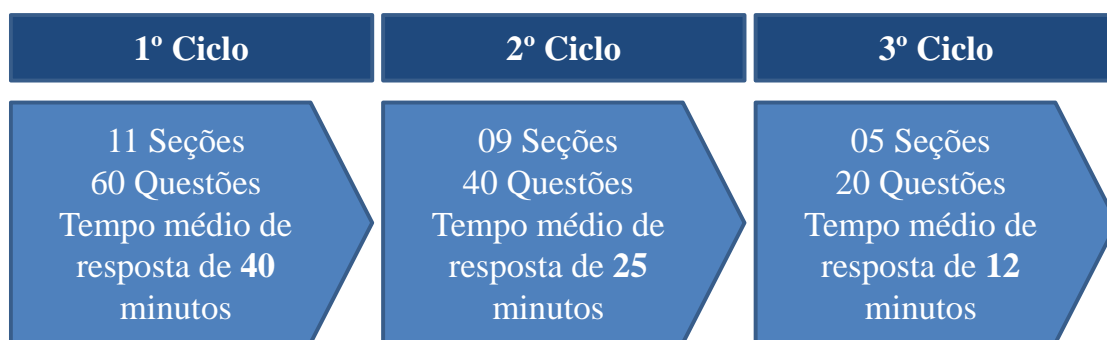 1º Ciclo
11 Seções
60 Questões
Tempo médio de
resposta de 40
minutos
2º Ciclo
09 Seções
40 Questões
Tempo médio de
resposta de 25
minutos
3º Ciclo
05 Seções
20 Questões
Tempo médio de
resposta de 12
minutos